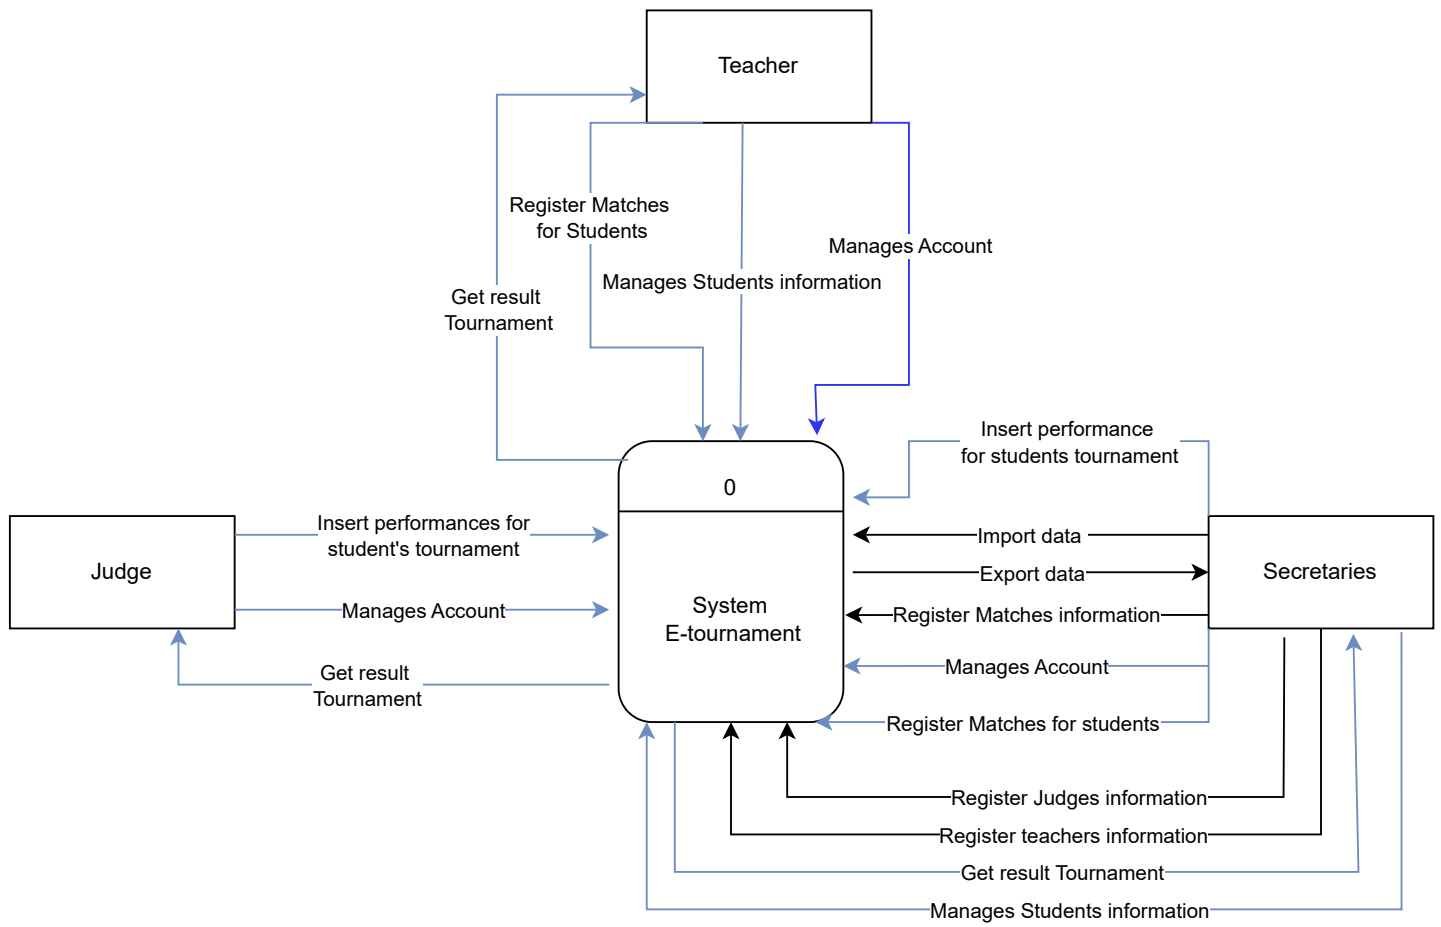 Teacher
Register Matches
for Students
Manages Account
Manages Students information
Get result
Tournament
Insert performance
for students tournament
0
Insert performances for
student's tournament
Import data
Judge
Export data
Secretaries
System
E-tournament
Manages Account
Register Matches information
Manages Account
Get result
Tournament
Register Matches for students
Register Judges information
Register teachers information
Get result Tournament
Manages Students information